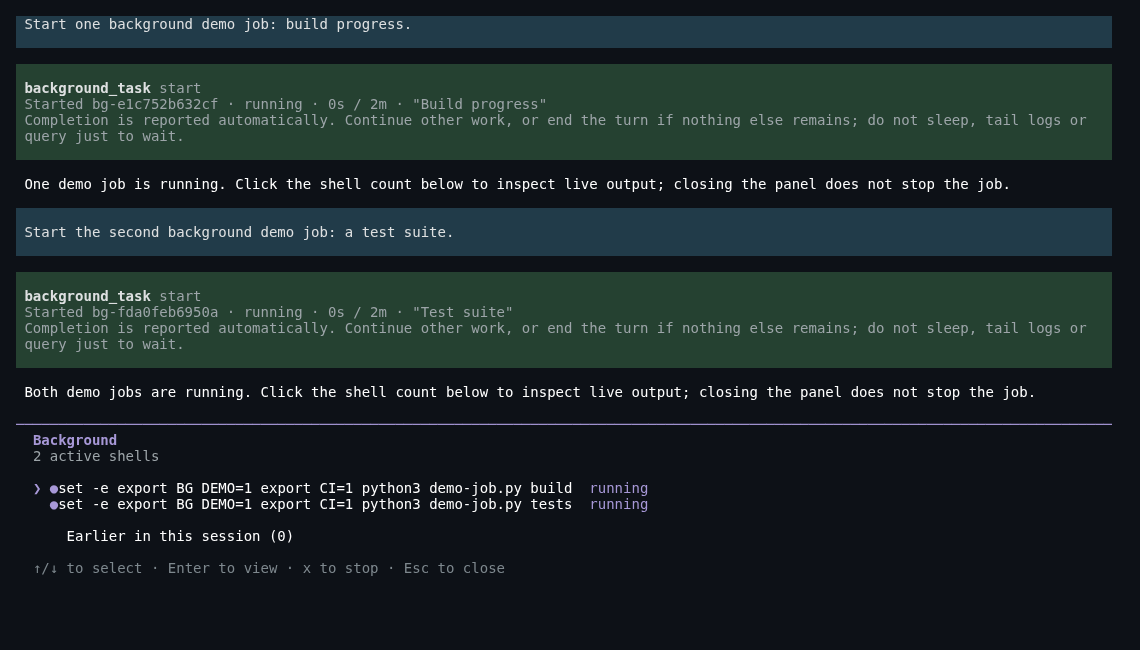 Start one background demo job: build progress.
background_task start
Started bg-e1c752b632cf · running · 0s / 2m · "Build progress"
Completion is reported automatically. Continue other work, or end the turn if nothing else remains; do not sleep, tail logs or
query just to wait.
One demo job is running. Click the shell count below to inspect live output; closing the panel does not stop the job.
Start the second background demo job: a test suite.
background_task start
Started bg-fda0feb6950a · running · 0s / 2m · "Test suite"
Completion is reported automatically. Continue other work, or end the turn if nothing else remains; do not sleep, tail logs or
query just to wait.
Both demo jobs are running. Click the shell count below to inspect live output; closing the panel does not stop the job.
Background
2 active shells
❯ ●set -e export BG DEMO=1 export CI=1 python3 demo-job.py build running
●set -e export BG DEMO=1 export CI=1 python3 demo-job.py tests running
Earlier in this session (0)
↑/↓ to select · Enter to view · x to stop · Esc to close